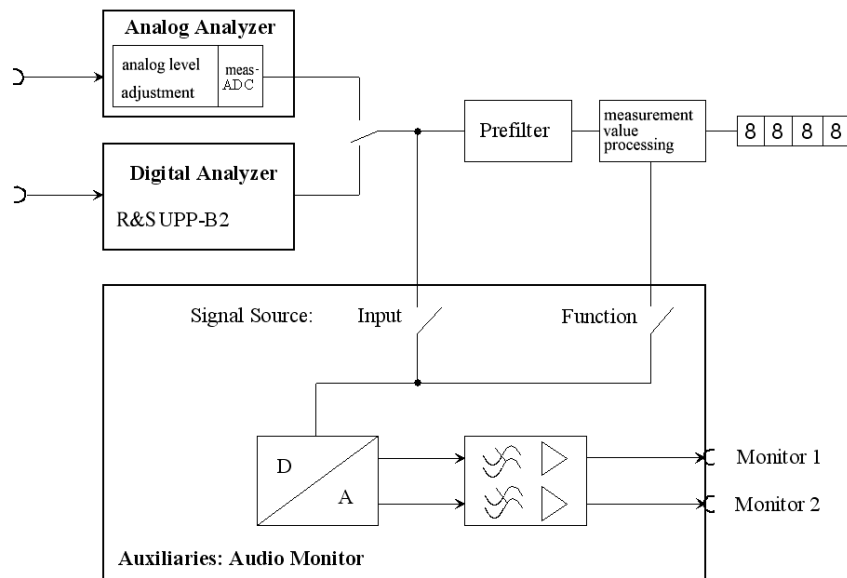 Analog Analyzer
analog level
adjustment
meas-
ADC
Prefilter
measurement
value
processing
8 8 8 8
Digital Analyzer
R&SUPP-B2
Signal Source:
Input
Function
D
A
Monitor 1
Monitor 2
Auxiliaries: Audio Monitor